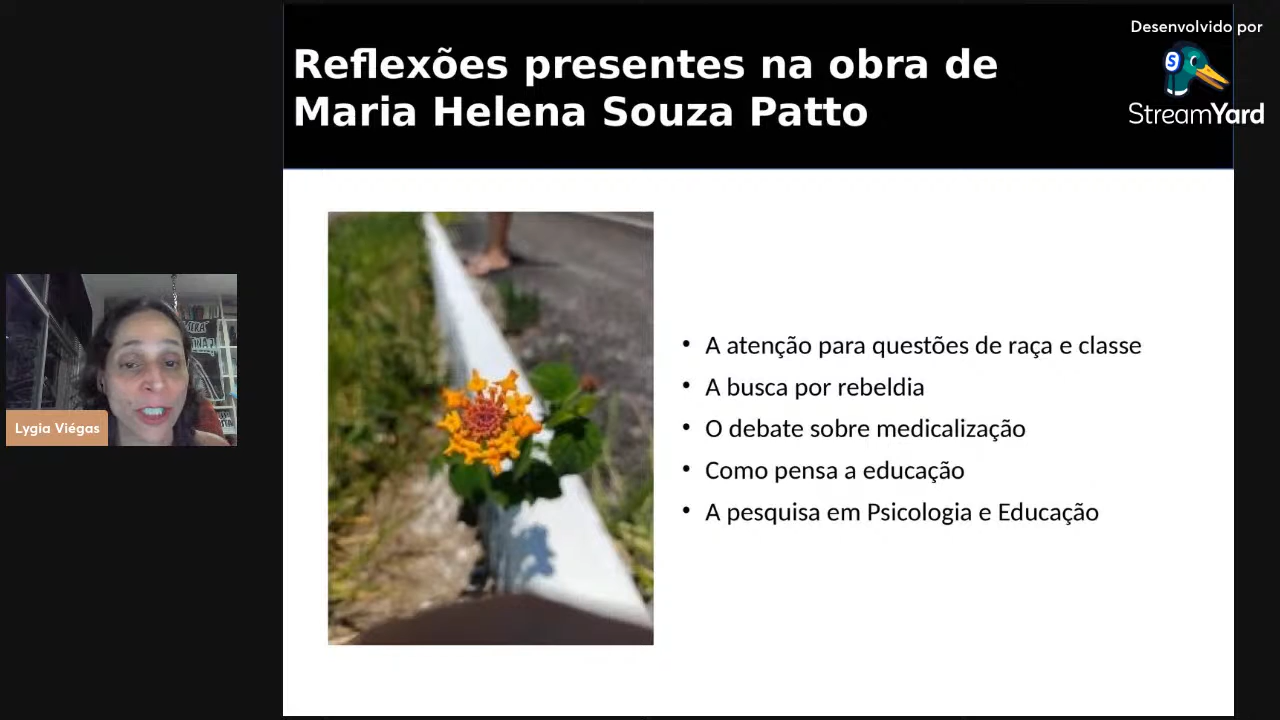 Reflexões presentes na obra de
Maria Helena Souza Patto
Desenvolvido por
StreamYard
• A atenção para questões de raça e classe
• A busca por rebeldia
• O debate sobre medicalização
• Como pensa a educação
• A pesquisa em Psicologia e Educação
Lygia Viégas